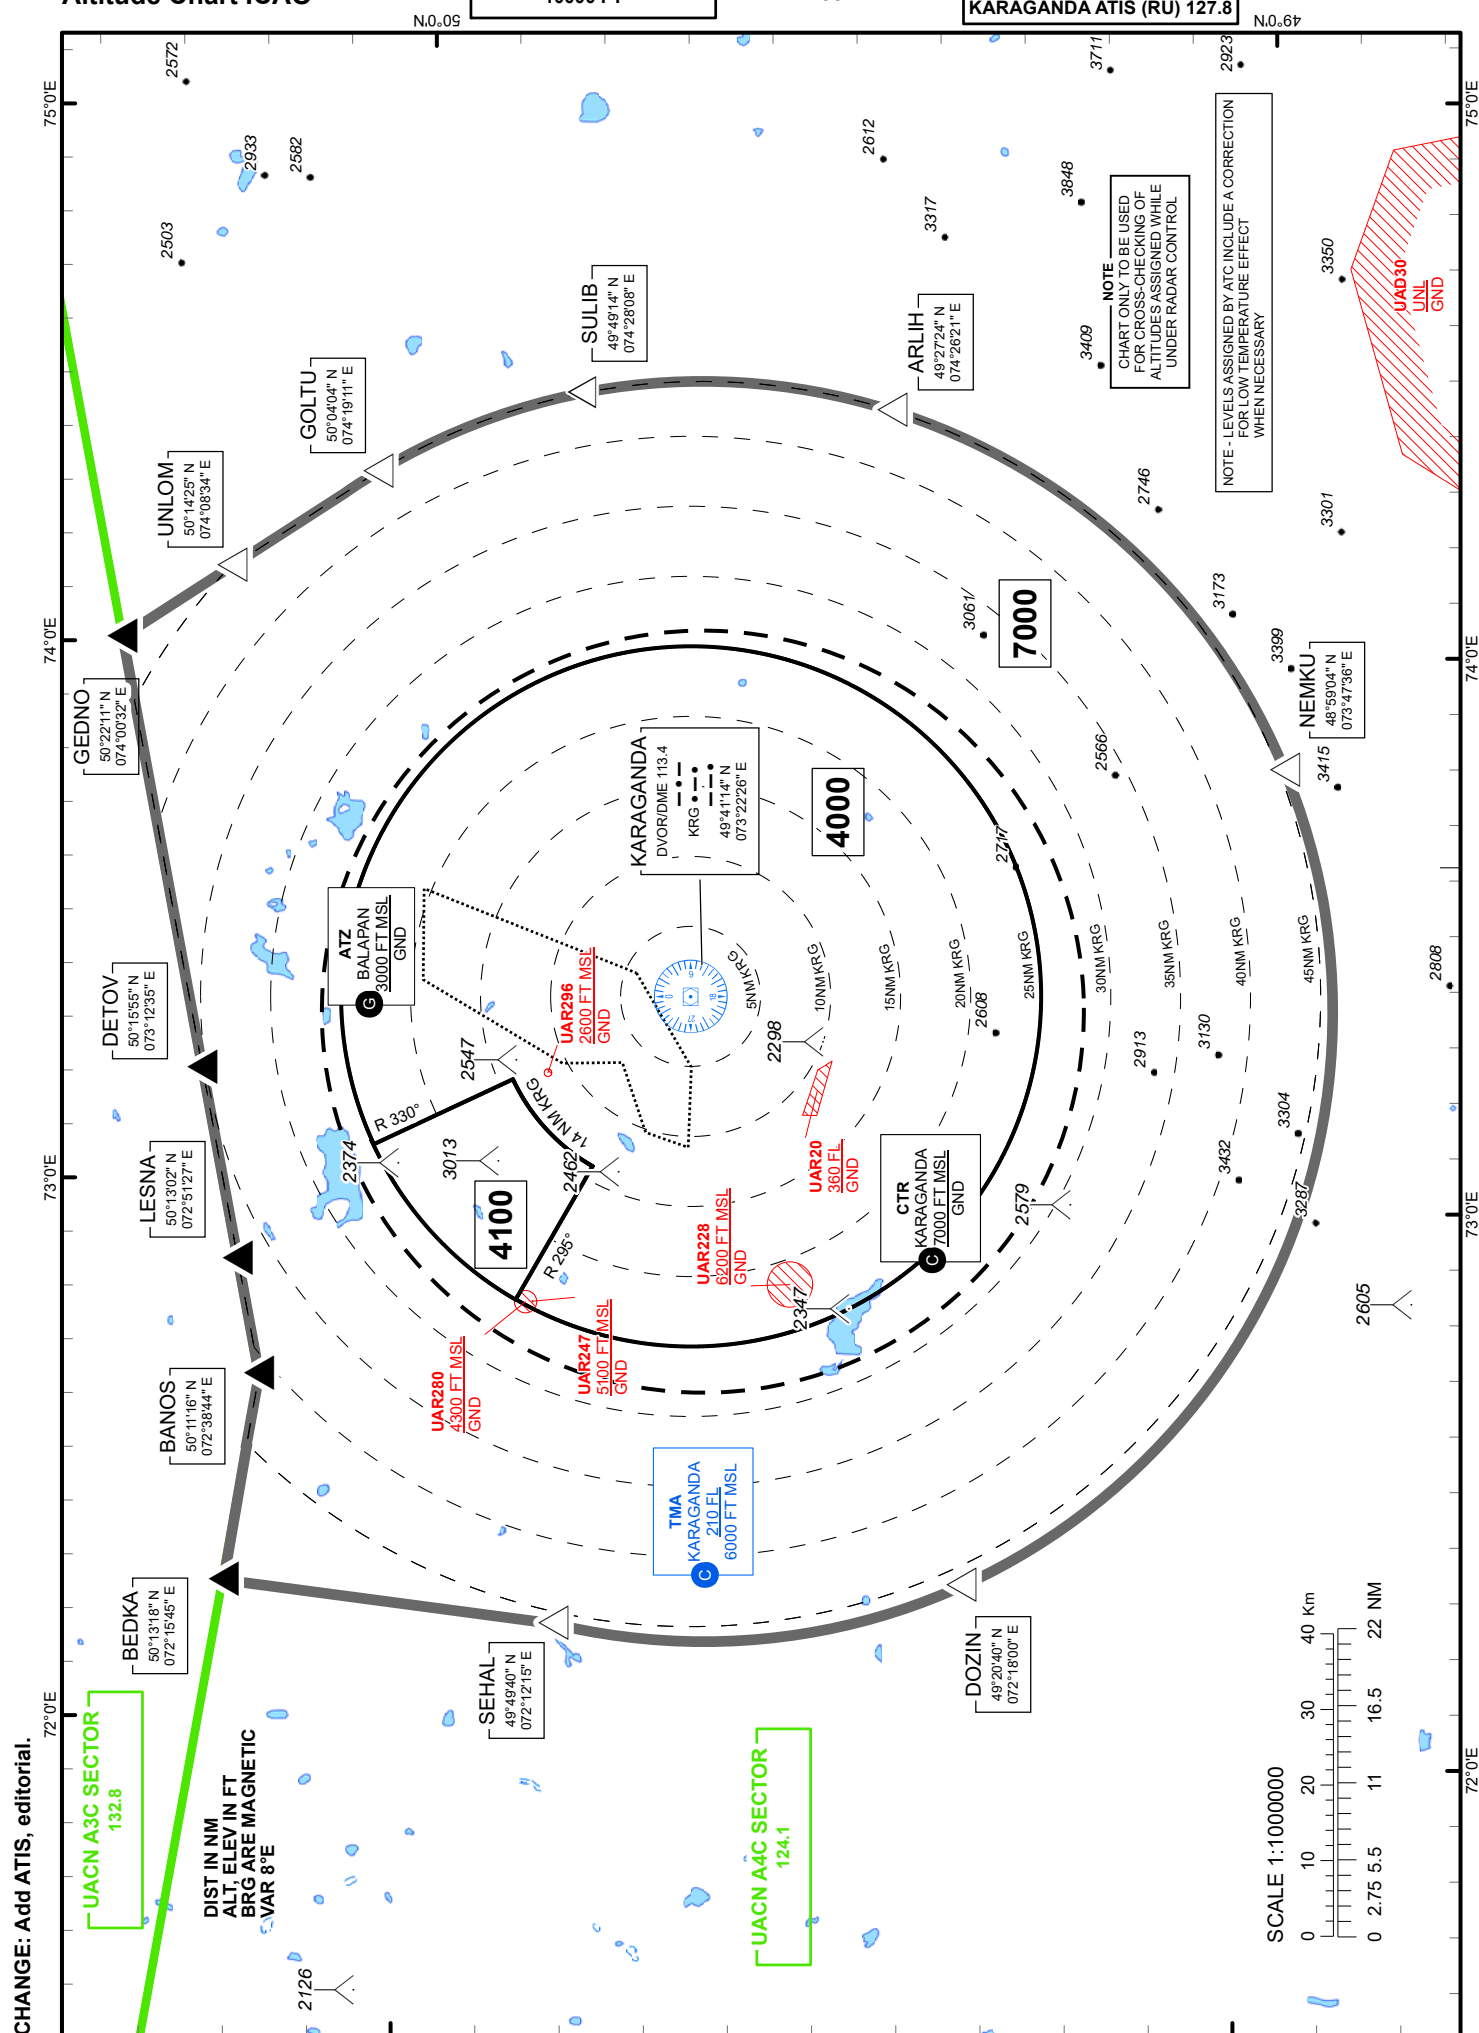 Altitude Chart ICAO
KARAGANDA ATIS (RU) 127.8
50°0'N
49°0'N
75°0'E
75°0'E
74°0'E
74°0'E
73°0'E
73°0'E
72°0'E
72°0'E
2572
2933
2582
2503
3711
2923
2612
3848
3317
3350
3409
2746
3301
3061
3173
3399
3415
2566
2717
2808
2608
2913
3130
3304
3432
3287
2298
2547
2374
3013
2462
2579
2347
2605
2126
NOTE
CHART ONLY TO BE USED
FOR CROSS-CHECKING OF
ALTITUDES ASSIGNED WHILE
UNDER RADAR CONTROL
NOTE - LEVELS ASSIGNED BY ATC INCLUDE A CORRECTION
FOR LOW TEMPERATURE EFFECT
WHEN NECESSARY
UAD30
UNL
GND
SULIB
49°49'14" N
074°28'08" E
ARLIH
49°27'24" N
074°26'21" E
GOLTU
50°04'04" N
074°19'11" E
UNLOM
50°14'25" N
074°08'34" E
GEDNO
50°22'11" N
074°00'32" E
NEMKU
48°59'04" N
073°47'36" E
DETOV
50°15'55" N
073°12'35" E
LESNA
50°13'02" N
072°51'27" E
BANOS
50°11'16" N
072°38'44" E
BEDKA
50°13'18" N
072°15'45" E
SEHAL
49°49'40" N
072°12'15" E
DOZIN
49°20'40" N
072°18'00" E
7000
4000
4100
KARAGANDA
DVOR/DME 113.4
KRG
49°41'14" N
073°22'26" E
ATZ
BALAPAN
3000 FT MSL
GND
G
UAR296
2600 FT MSL
GND
0
9
18
27
5NM KRG
10NM KRG
15NM KRG
20NM KRG
25NM KRG
30NM KRG
35NM KRG
40NM KRG
45NM KRG
R 330°
14 NM KRG
R 295°
UAR20
360 FL
GND
UAR228
6200 FT MSL
GND
CTR
KARAGANDA
7000 FT MSL
GND
C
UAR280
4300 FT MSL
GND
UAR247
5100 FT MSL
GND
TMA
KARAGANDA
210 FL
6000 FT MSL
C
UACN A3C SECTOR
132.8
UACN A4C SECTOR
124.1
DIST IN NM
ALT, ELEV IN FT
BRG ARE MAGNETIC
VAR 8°E
SCALE 1:1000000
0 10 20 30 40 Km
0 2.75 5.5 11 16.5 22 NM
CHANGE: Add ATIS, editorial.